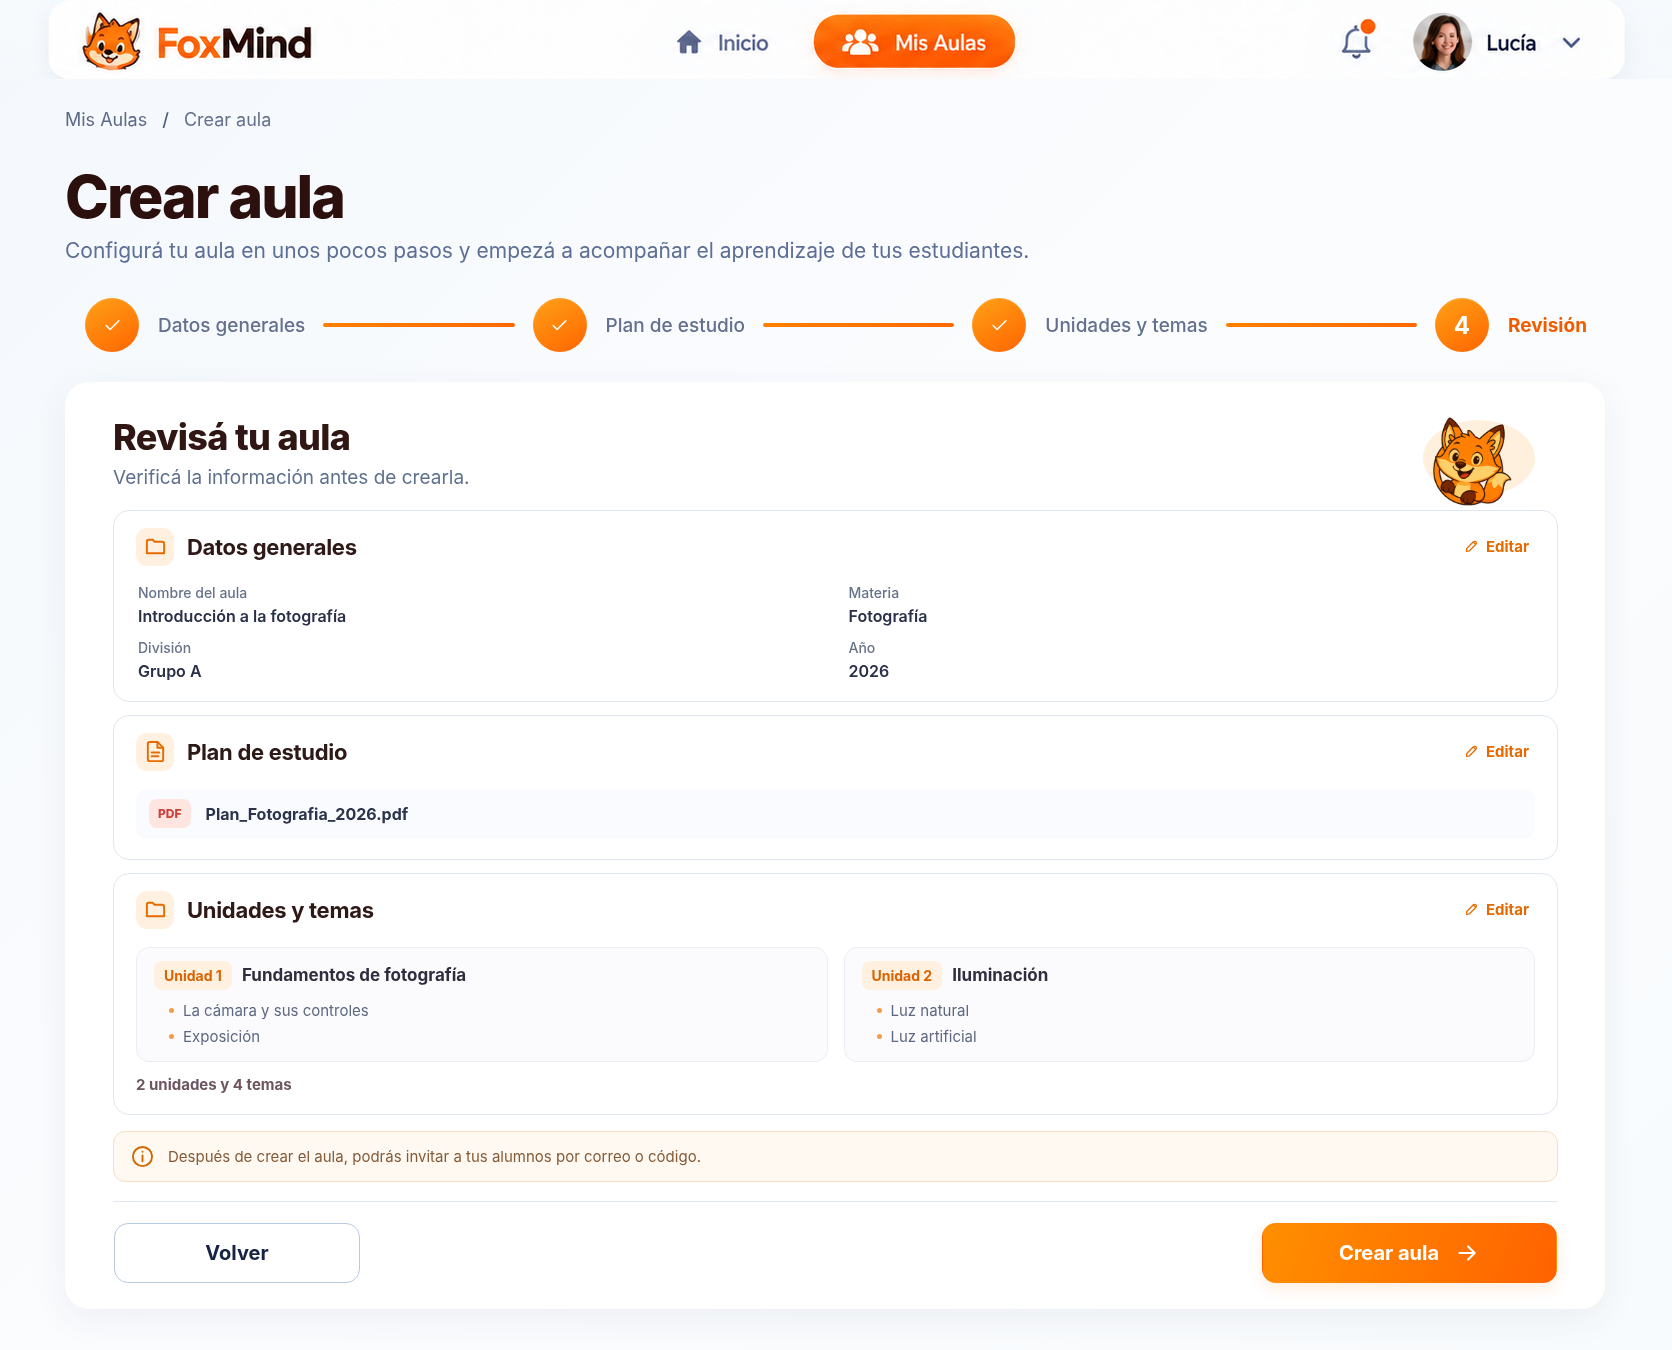 FoxMind
Inicio
Mis Aulas
Lucía
Mis Aulas / Crear aula
Crear aula
Configurá tu aula en unos pocos pasos y empezá a acompañar el aprendizaje de tus estudiantes.
Datos generales
Plan de estudio
Unidades y temas
4 Revisión
Revisá tu aula
Verificá la información antes de crearla.
Datos generales
Editar
Nombre del aula
Introducción a la fotografía
Materia
Fotografía
División
Grupo A
Año
2026
Plan de estudio
Editar
PDF Plan_Fotografia_2026.pdf
Unidades y temas
Editar
Unidad 1 Fundamentos de fotografía
• La cámara y sus controles
• Exposición
Unidad 2 Iluminación
• Luz natural
• Luz artificial
2 unidades y 4 temas
Después de crear el aula, podrás invitar a tus alumnos por correo o código.
Volver
Crear aula →